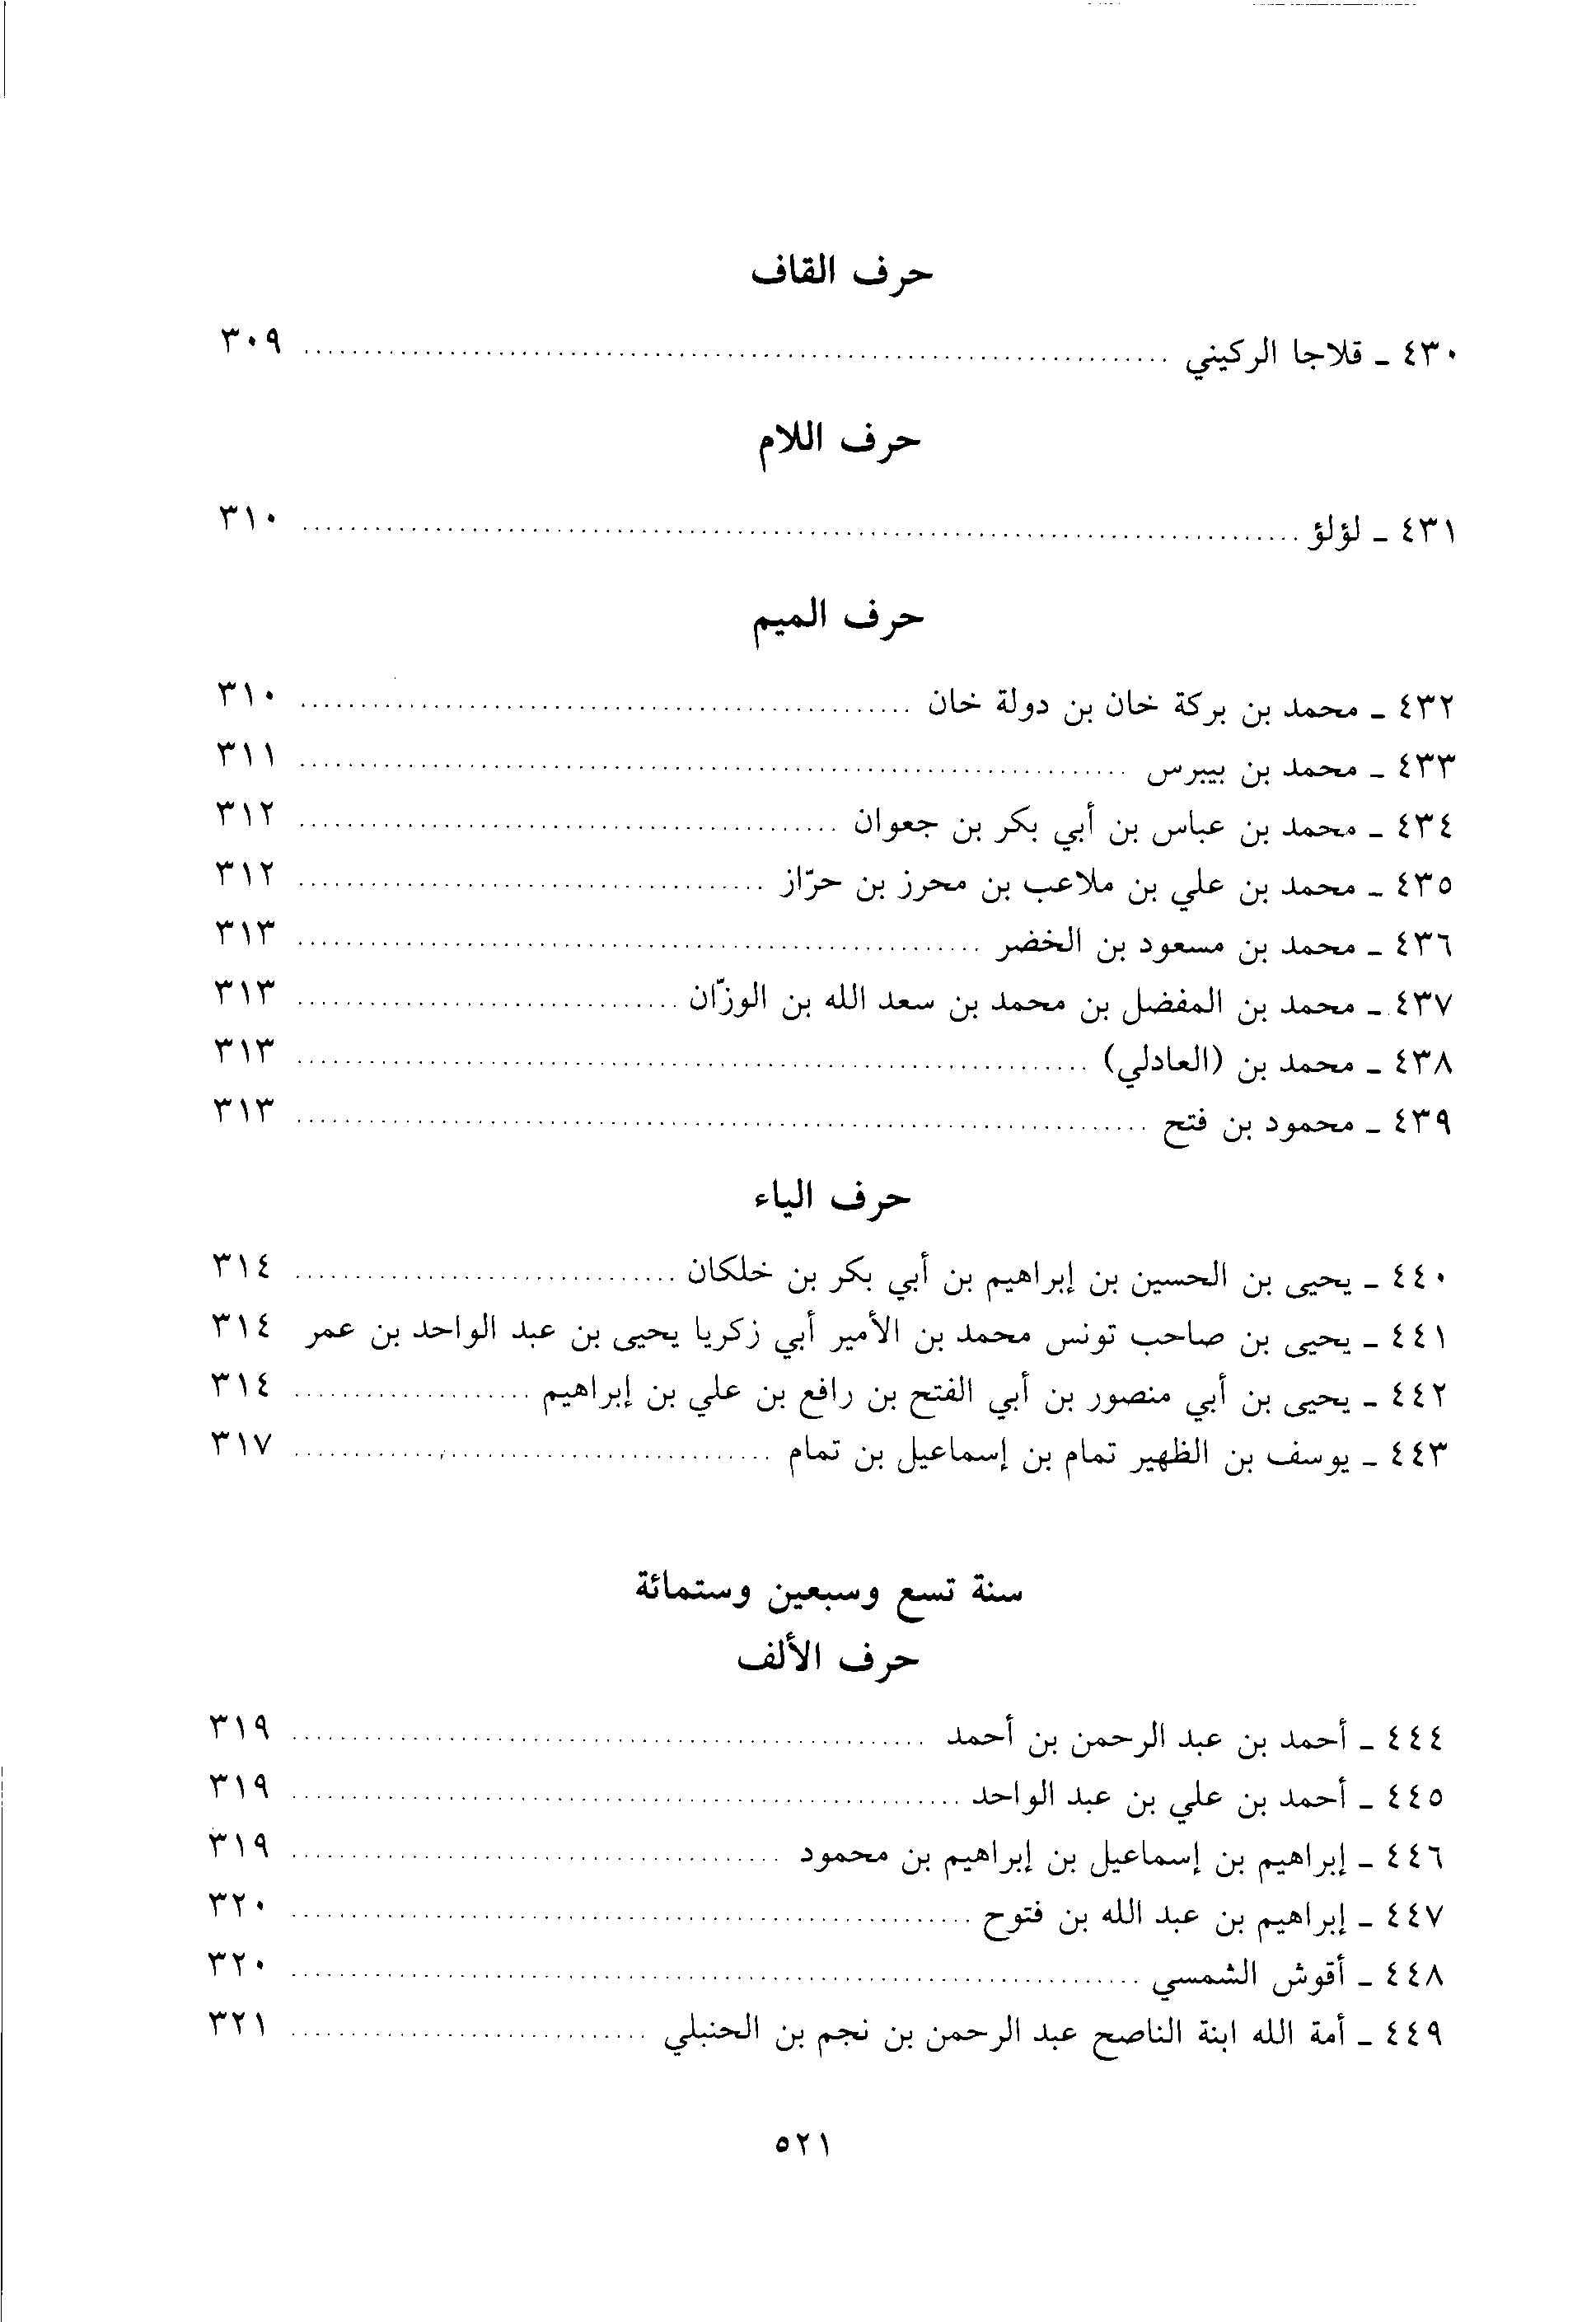 حرف القاف
٤٣٠ ـ قلاجا الركيني ........ ٣٠٩
حرف اللام
٤٣١ ـ لؤلؤ ........ ٣١٠
حرف الميم
٤٣٢ ـ محمد بن بركة خان بن دولة خان ........ ٣١٠
٤٣٣ ـ محمد بن بيبرس ........ ٣١١
٤٣٤ ـ محمد بن عباس بن أبي بكر بن جعوان ........ ٣١٢
٤٣٥ ـ محمد بن علي بن ملاعب بن محرز بن حرّاز ........ ٣١٢
٤٣٦ ـ محمد بن مسعود بن الخضر ........ ٣١٣
٤٣٧ ـ محمد بن المفضل بن محمد بن سعد الله بن الوزّان ........ ٣١٣
٤٣٨ ـ محمد بن (العادلي) ........ ٣١٣
٤٣٩ ـ محمود بن فتح ........ ٣١٣
حرف الياء
٤٤٠ ـ يحيى بن الحسين بن إبراهيم بن أبي بكر بن خلكان ........ ٣١٤
٤٤١ ـ يحيى بن صاحب تونس محمد بن الأمير أبي زكريا يحيى بن عبد الواحد بن عمر ٣١٤
٤٤٢ ـ يحيى بن أبي منصور بن أبي الفتح بن رافع بن علي بن إبراهيم ........ ٣١٤
٤٤٣ ـ يوسف بن الظهير تمام بن إسماعيل بن تمام ........ ٣١٧
سنة تسع وسبعين وستمائة
حرف الألف
٤٤٤ ـ أحمد بن عبد الرحمن بن أحمد ........ ٣١٩
٤٤٥ ـ أحمد بن علي بن عبد الواحد ........ ٣١٩
٤٤٦ ـ إبراهيم بن إسماعيل بن إبراهيم بن محمود ........ ٣١٩
٤٤٧ ـ إبراهيم بن عبد الله بن فتوح ........ ٣٢٠
٤٤٨ ـ أقوش الشمسي ........ ٣٢٠
٤٤٩ ـ أمة الله ابنة الناصح عبد الرحمن بن نجم بن الحنبلي ........ ٣٢١
٥٢١